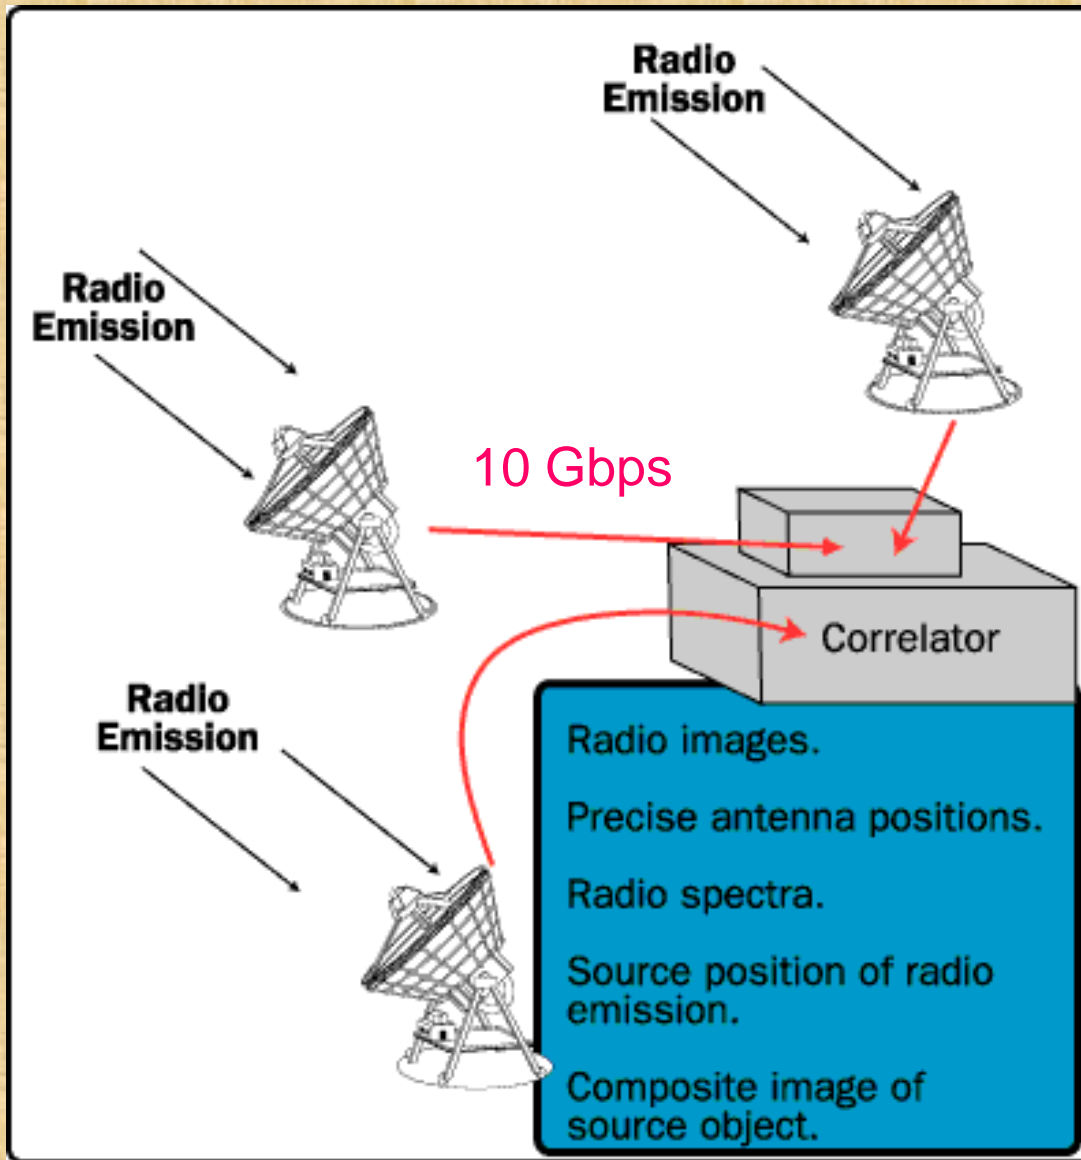 Radio
Emission
Radio
Emission
10 Gbps
Correlator
Radio
Emission
Radio images.
Precise antenna positions.
Radio spectra.
Source position of radio
emission.
Composite image of
source object.